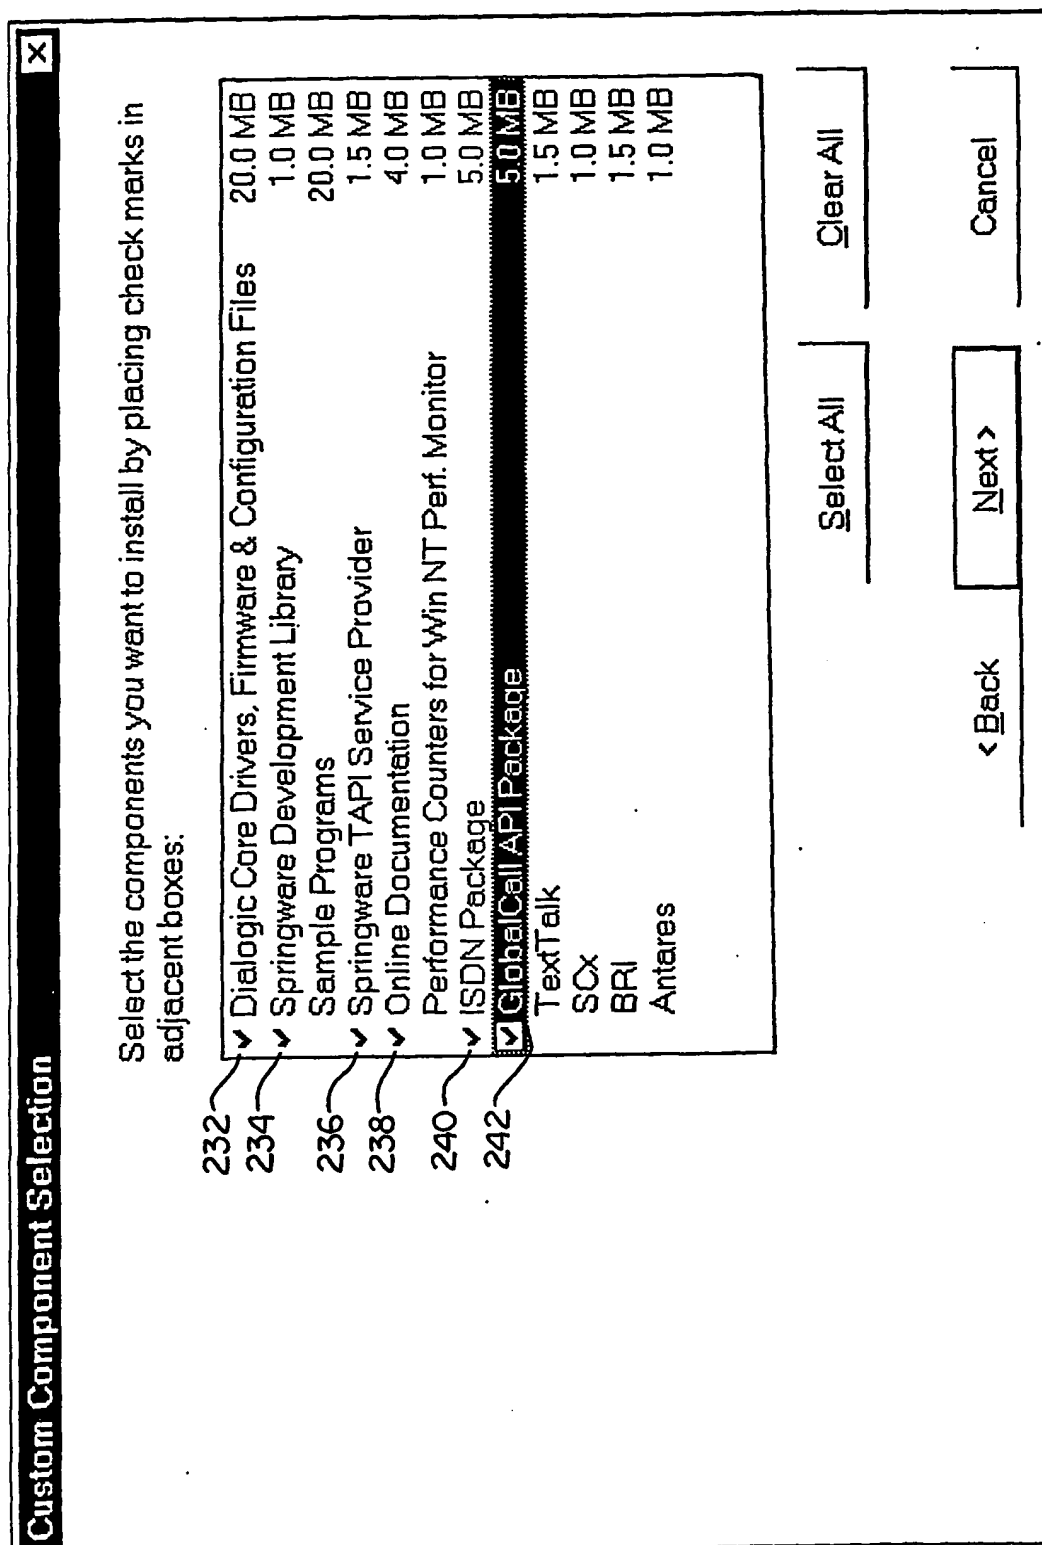 Custom Component Selection
Select the components you want to install by placing check marks in
adjacent boxes:
232 ✔ Dialogic Core Drivers, Firmware & Configuration Files 20.0 MB
234 ✔ Springware Development Library 1.0 MB
Sample Programs 20.0 MB
236 ✔ Springware TAPI Service Provider 1.5 MB
238 ✔ Online Documentation 4.0 MB
Performance Counters for Win NT Perf. Monitor 1.0 MB
240 ✔ ISDN Package 5.0 MB
242 ✔ GlobalCall API Package 5.0 MB
TextTalk 1.5 MB
SCx 1.0 MB
BRI 1.5 MB
Antares 1.0 MB
Select All Clear All
< Back Next > Cancel